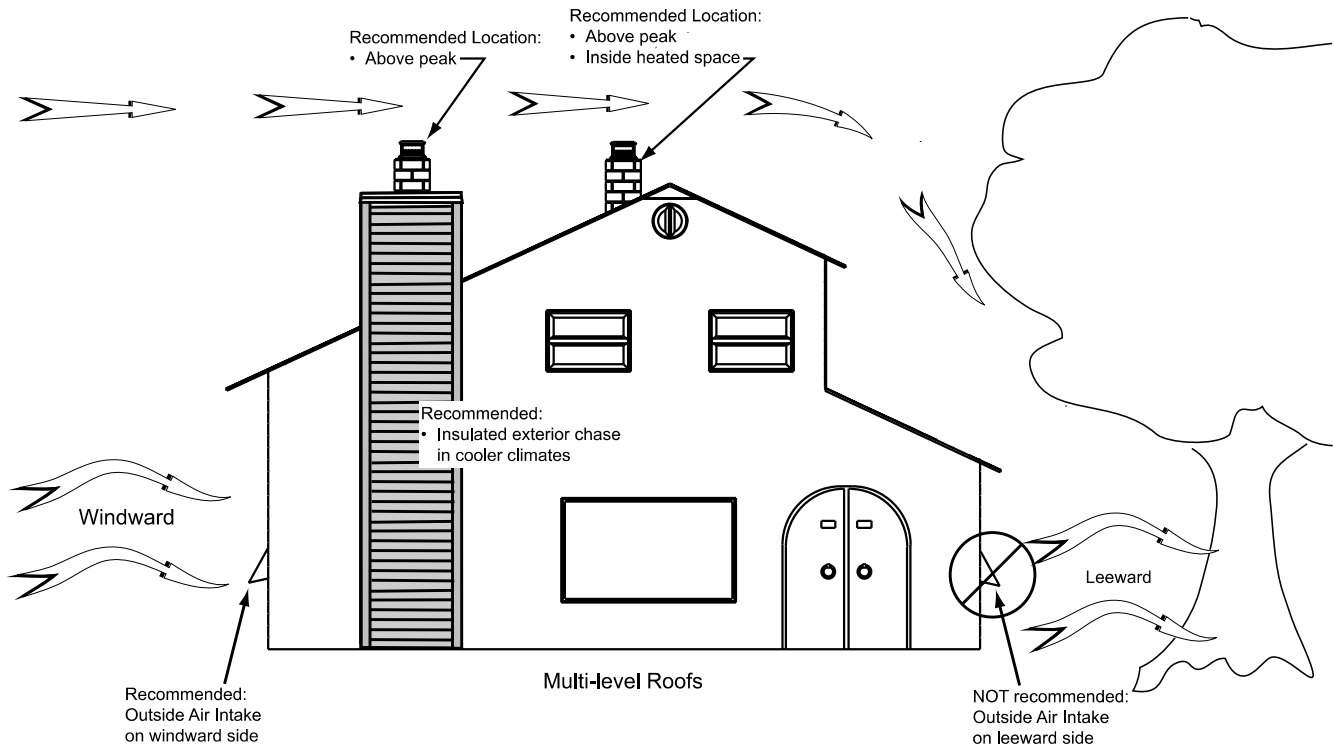 Recommended Location:
• Above peak
Recommended Location:
• Above peak
• Inside heated space
Recommended:
• Insulated exterior chase
in cooler climates
Windward
Leeward
Recommended:
Outside Air Intake
on windward side
Multi-level Roofs
NOT recommended:
Outside Air Intake
on leeward side